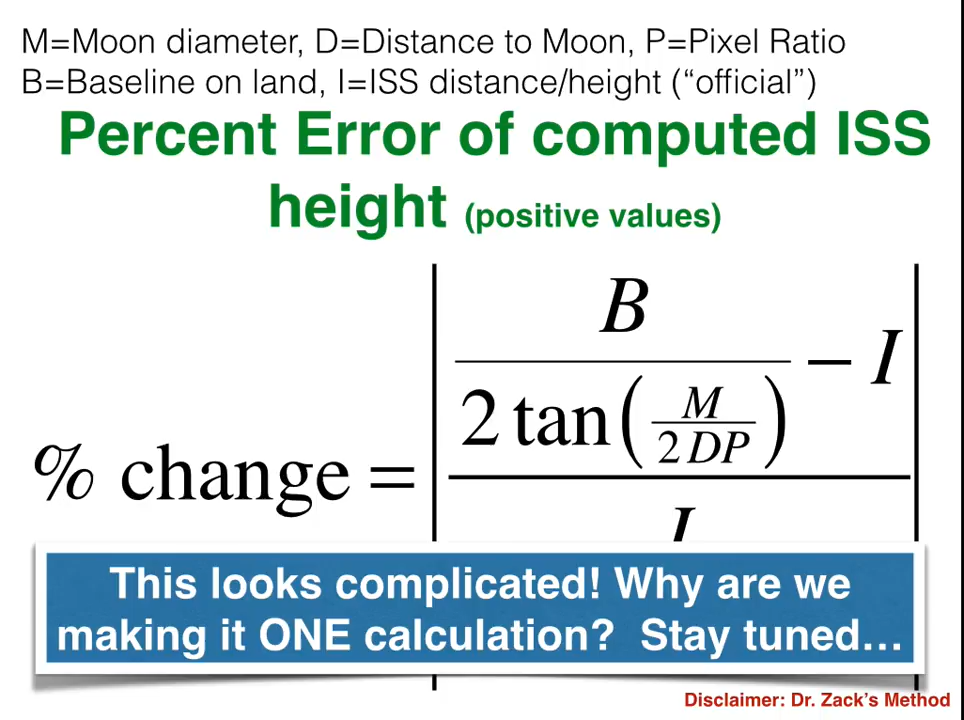 M=Moon diameter, D=Distance to Moon, P=Pixel Ratio
B=Baseline on land, I=ISS distance/height (“official”)
Percent Error of computed ISS
height (positive values)
% change = | (B / (2 tan(M / 2DP)) − I) / I |
This looks complicated! Why are we
making it ONE calculation? Stay tuned…
Disclaimer: Dr. Zack’s Method